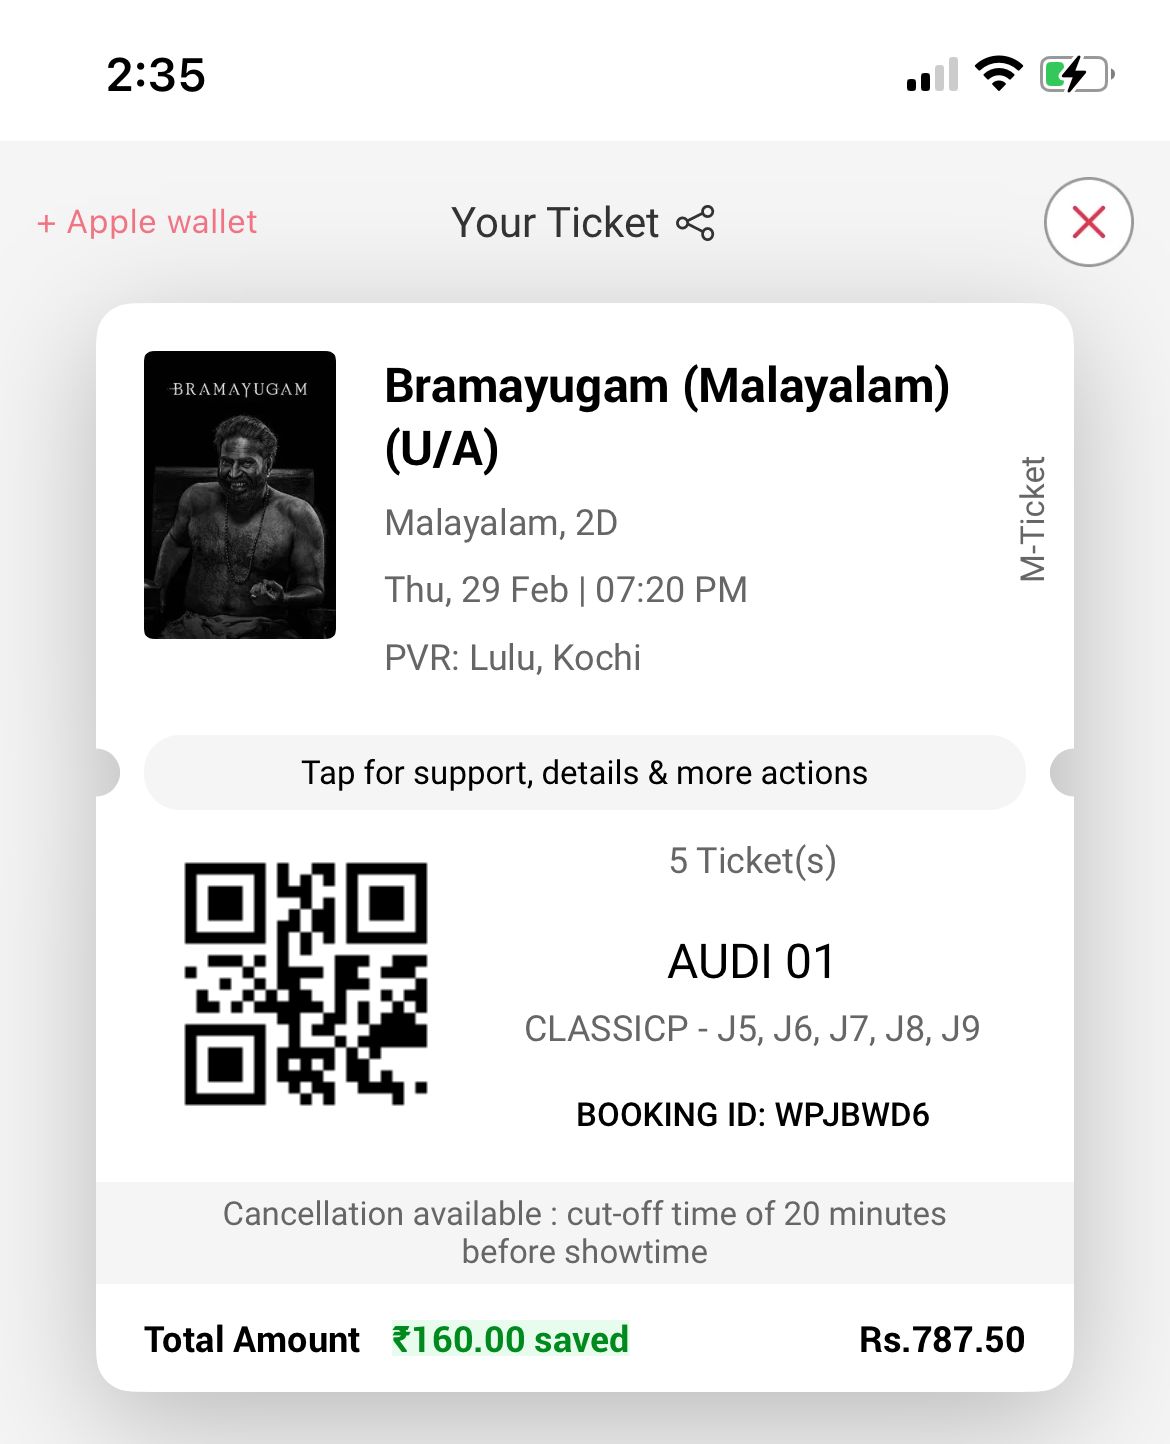 2:35
+ Apple wallet
Your Ticket
BRAMAYUGAM
Bramayugam (Malayalam)
(U/A)
Malayalam, 2D
Thu, 29 Feb | 07:20 PM
PVR: Lulu, Kochi
M-Ticket
Tap for support, details & more actions
5 Ticket(s)
AUDI 01
CLASSICP - J5, J6, J7, J8, J9
BOOKING ID: WPJBWD6
Cancellation available : cut-off time of 20 minutes
before showtime
Total Amount ₹160.00 saved Rs.787.50